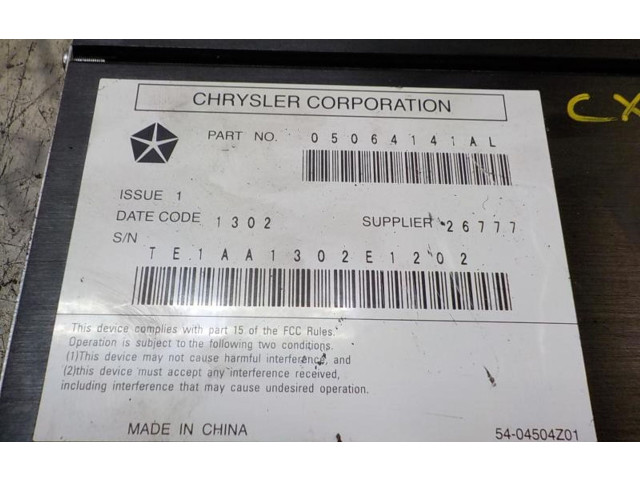 CHRYSLER CORPORATION
PART NO. 05064141AL
ISSUE 1
DATE CODE 1302 SUPPLIER 26777
S/N
TE1AA1302E1202
This device complies with part 15 of the FCC Rules.
Operation is subject to the following two conditions.
(1)This device may not cause harmful interference, and
(2)this device must accept any interference received,
including interference that may cause undesired operation.
MADE IN CHINA 54-04504Z01
CX